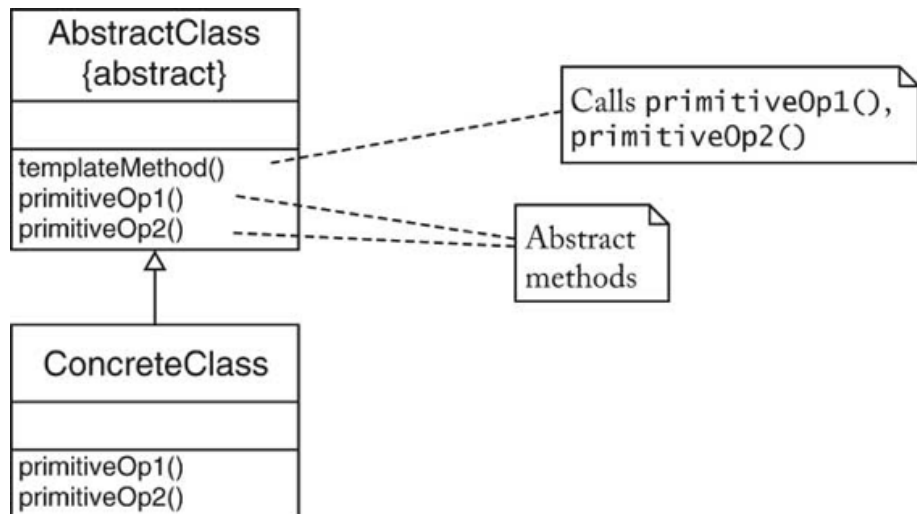 AbstractClass
{abstract}
templateMethod()
primitiveOp1()
primitiveOp2()
Calls primitiveOp1(),
primitiveOp2()
Abstract
methods
ConcreteClass
primitiveOp1()
primitiveOp2()